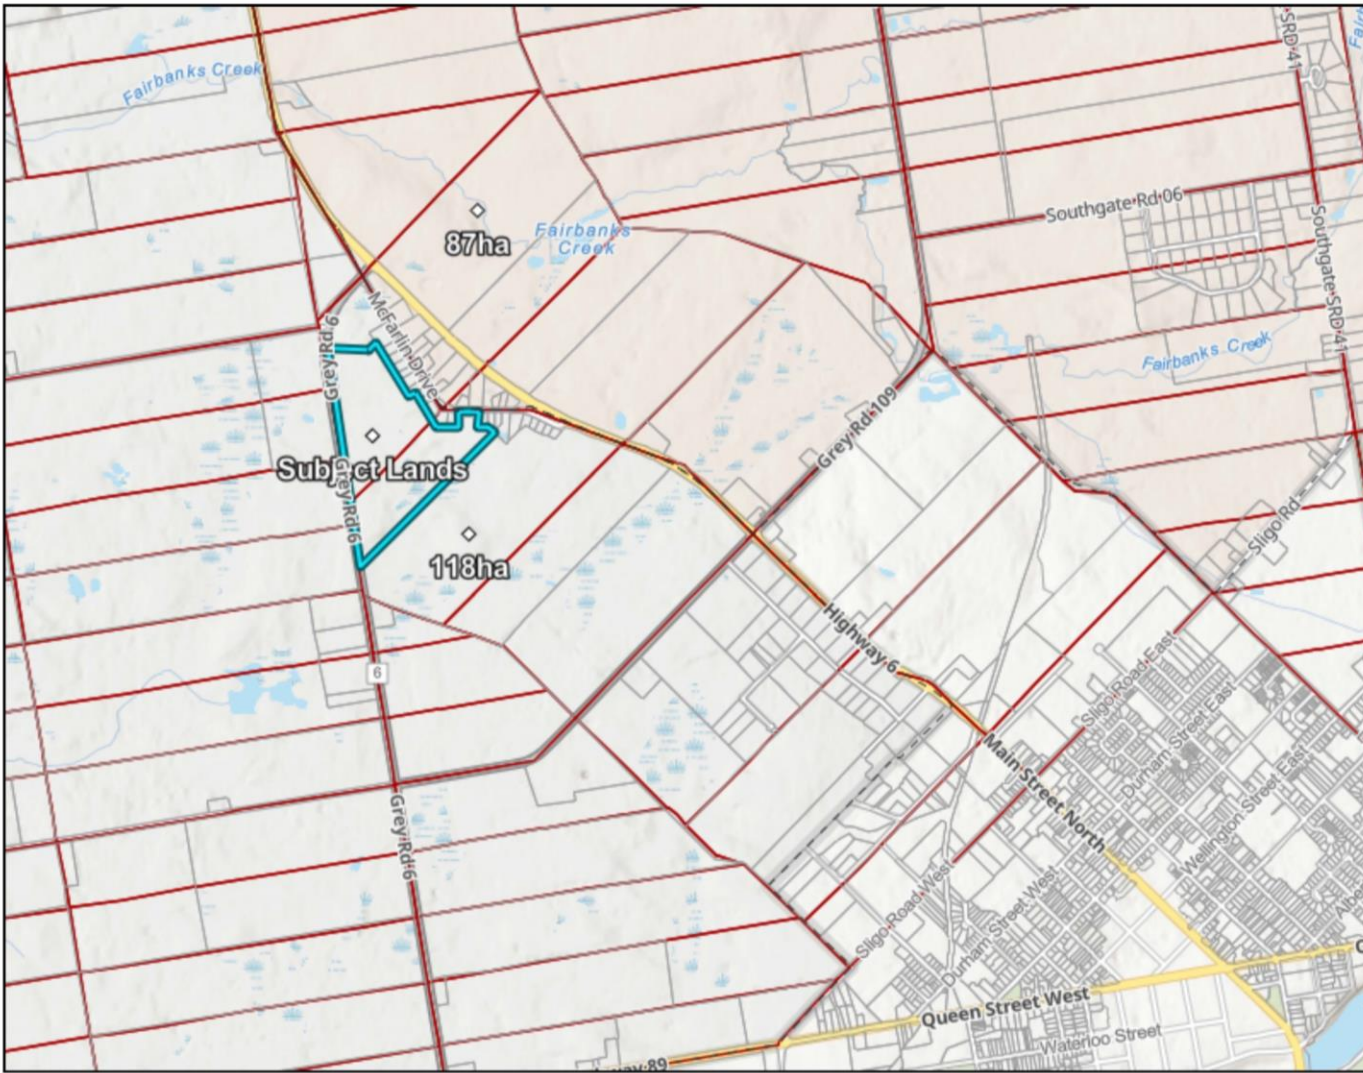 SRD 41
Fairbanks Creek
Southgate Rd 06
87ha
Fairbanks
Creek
Southgate SRD 41
McFarlin Drive
Grey Rd 6
Fairbanks Creek
Grey Rd 109
Subject Lands
Grey Rd 6
Sligo Rd
118ha
Highway 6
6
Sligo Road East
Durham Street East
Main Street North
Wellington Street East
Grey Rd 6
Sligo Road West
Durham Street West
Queen Street West
Waterloo Street